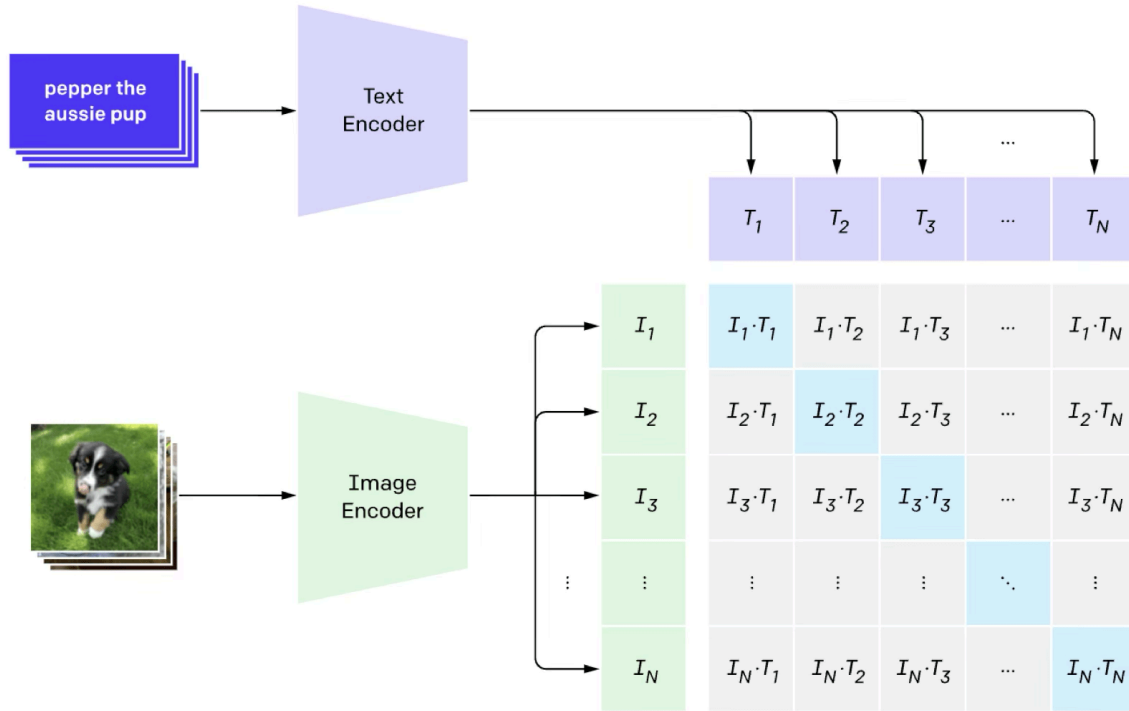 pepper the
aussie pup
Text
Encoder
...
T1 T2 T3 ... TN
I1 I1·T1 I1·T2 I1·T3 ... I1·TN
I2 I2·T1 I2·T2 I2·T3 ... I2·TN
I3 I3·T1 I3·T2 I3·T3 ... I3·TN
Image
Encoder
⋮ ⋮ ⋮ ⋮ ⋮ ⋱ ⋮
IN IN·T1 IN·T2 IN·T3 ... IN·TN